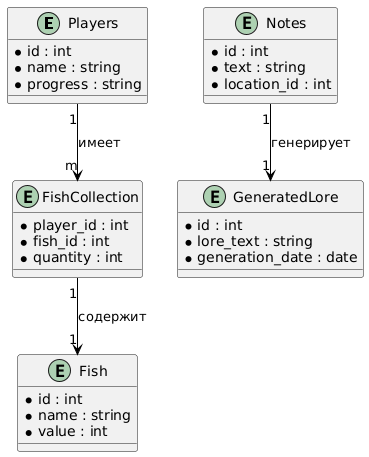 E Players
id : int
name : string
progress : string
E Notes
id : int
text : string
location_id : int
1
имеет
m
1
генерирует
1
E FishCollection
player_id : int
fish_id : int
quantity : int
E GeneratedLore
id : int
lore_text : string
generation_date : date
1
содержит
1
E Fish
id : int
name : string
value : int